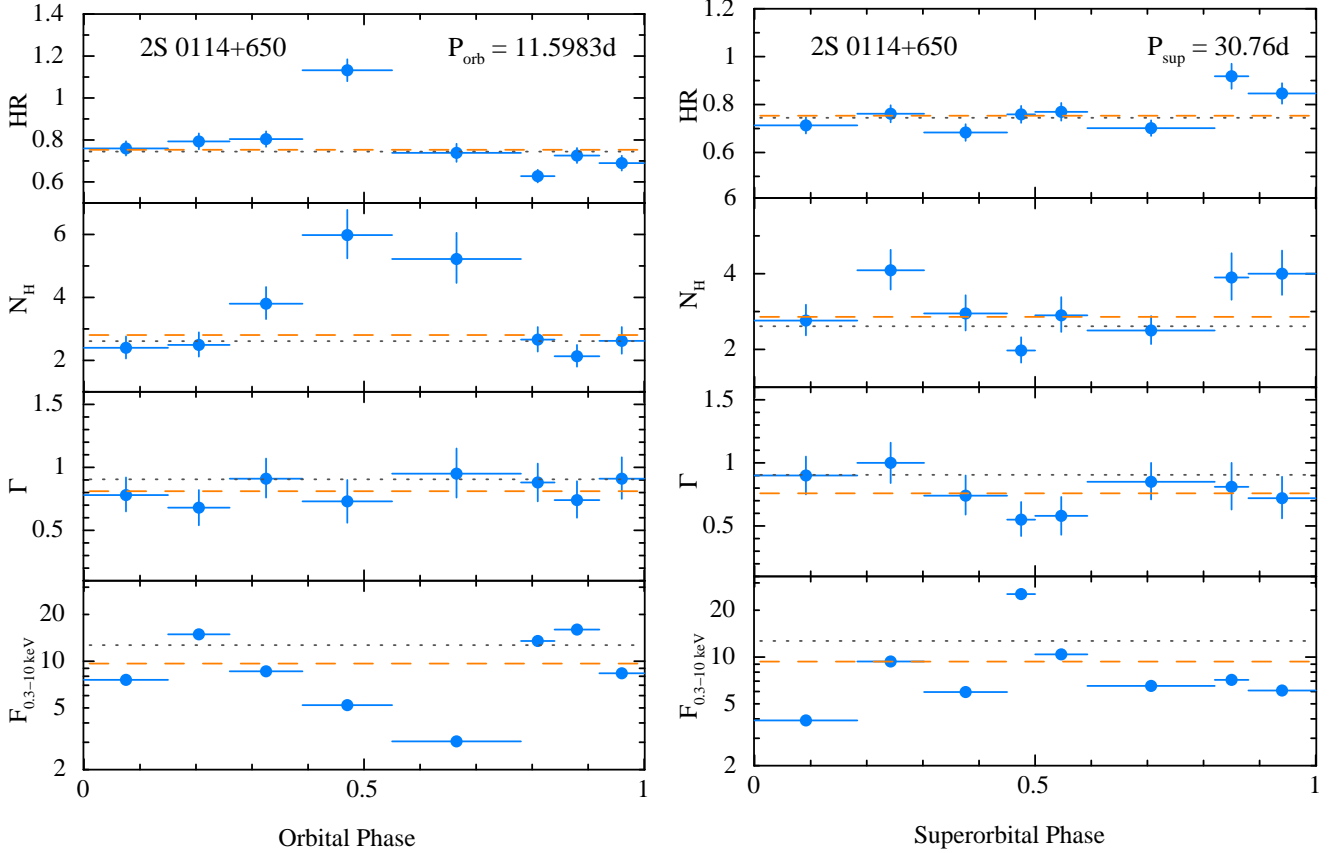 2S 0114+650 P_orb = 11.5983d
HR
1.4
1.2
1
0.8
0.6
N_H
6
4
2
Γ
1.5
1
0.5
F_0.3–10 keV
20
10
5
2
0 0.5 1
Orbital Phase
2S 0114+650 P_sup = 30.76d
HR
1.2
1
0.8
0.6
6
N_H
4
2
Γ
1.5
1
0.5
F_0.3–10 keV
20
10
5
2
0 0.5 1
Superorbital Phase